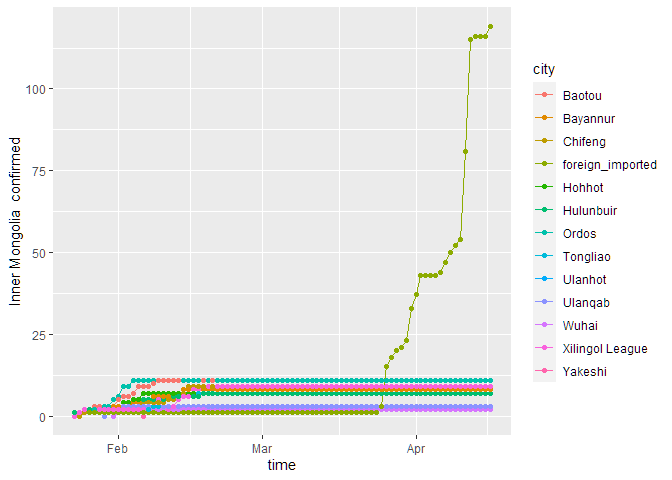 Inner Mongolia confirmed
100
75
50
25
0
Feb
Mar
Apr
time
city
Baotou
Bayannur
Chifeng
foreign_imported
Hohhot
Hulunbuir
Ordos
Tongliao
Ulanhot
Ulanqab
Wuhai
Xilingol League
Yakeshi